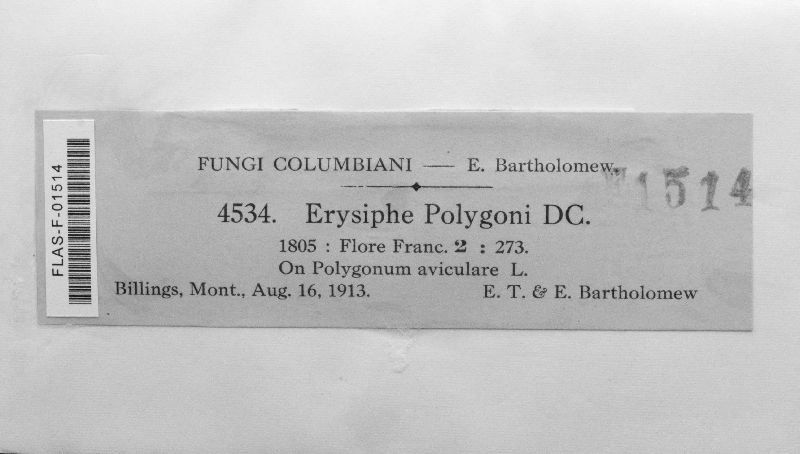 FUNGI COLUMBIANI — E. Bartholomew.
F1514
4534. Erysiphe Polygoni DC.
1805 : Flore Franc. 2 : 273.
On Polygonum aviculare L.
Billings, Mont., Aug. 16, 1913. E. T. & E. Bartholomew
FLAS-F-01514